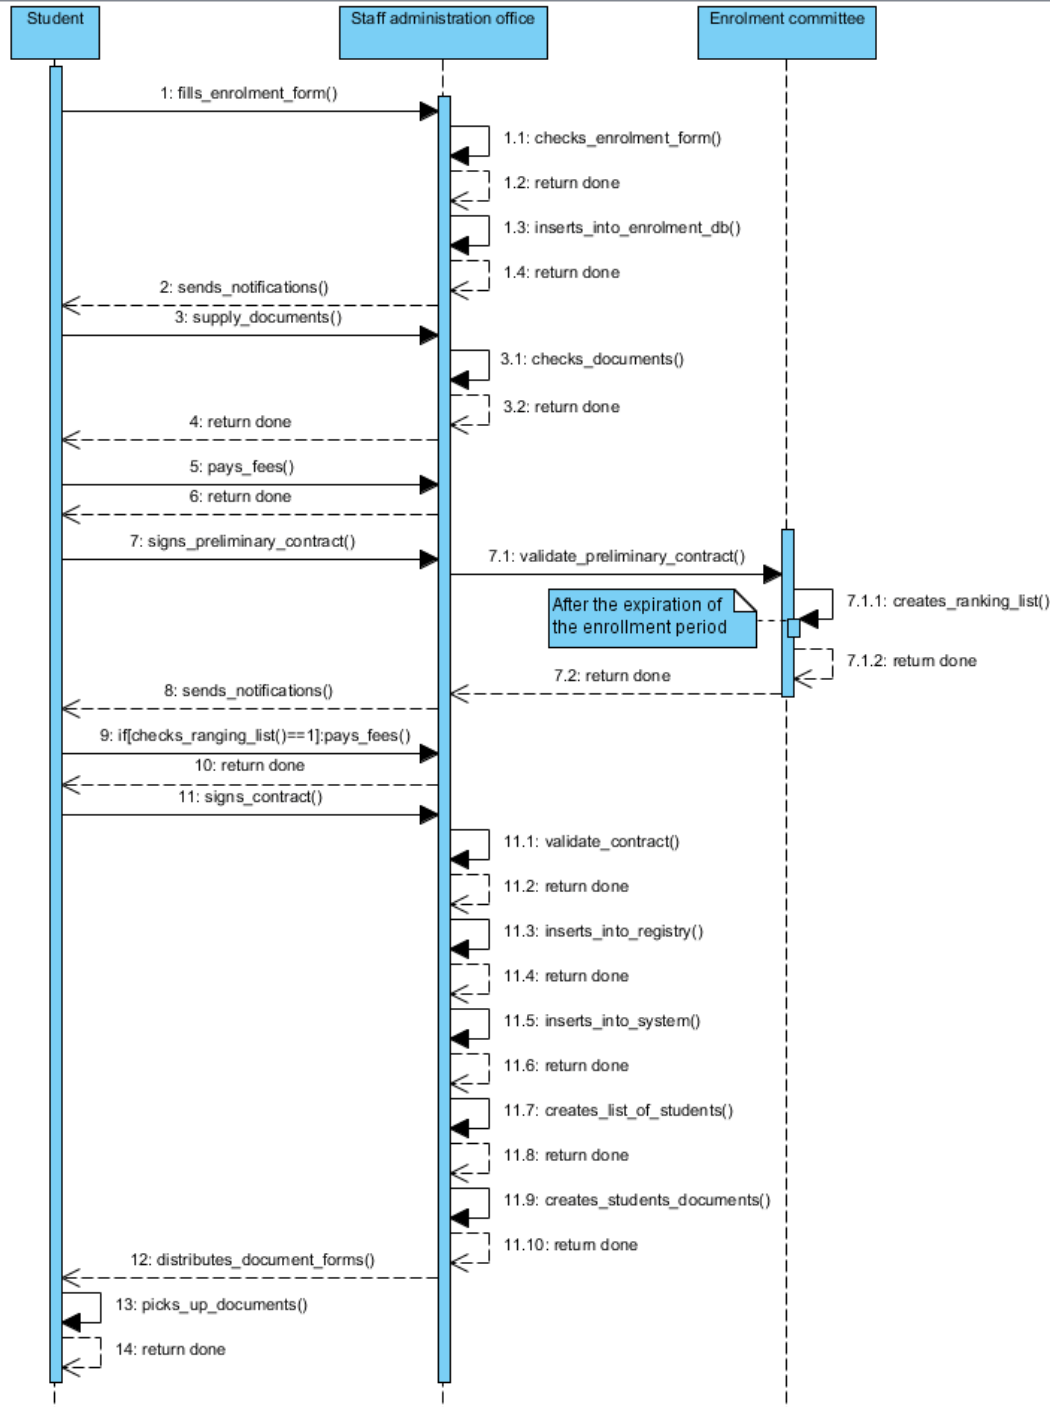 Student
Staff administration office
Enrolment committee
1: fills_enrolment_form()
1.1: checks_enrolment_form()
1.2: return done
1.3: inserts_into_enrolment_db()
1.4: return done
2: sends_notifications()
3: supply_documents()
3.1: checks_documents()
3.2: return done
4: return done
5: pays_fees()
6: return done
7: signs_preliminary_contract()
7.1: validate_preliminary_contract()
After the expiration of
the enrollment period
7.1.1: creates_ranking_list()
7.1.2: return done
7.2: return done
8: sends_notifications()
9: if[checks_ranging_list()==1]:pays_fees()
10: return done
11: signs_contract()
11.1: validate_contract()
11.2: return done
11.3: inserts_into_registry()
11.4: return done
11.5: inserts_into_system()
11.6: return done
11.7: creates_list_of_students()
11.8: return done
11.9: creates_students_documents()
11.10: return done
12: distributes_document_forms()
13: picks_up_documents()
14: return done